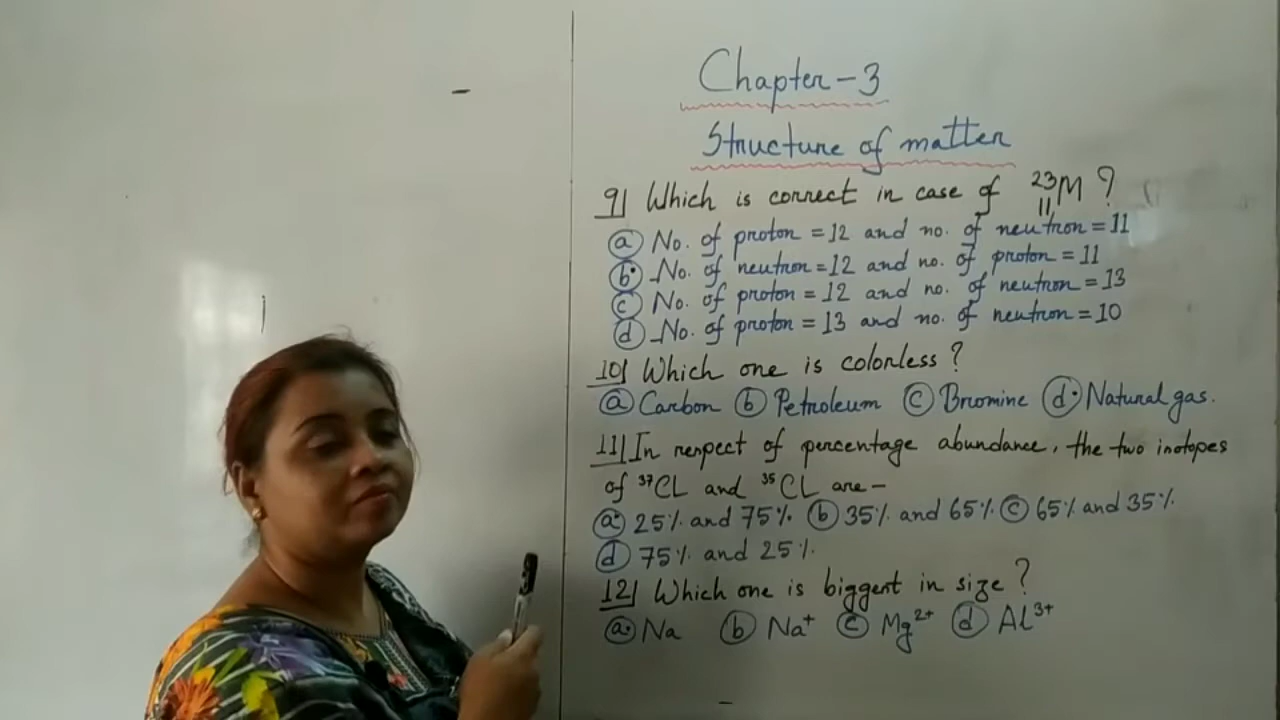 Chapter-3
Structure of matter
9| Which is correct in case of ²³₁₁M ?
ⓐ No. of proton = 12 and no. of neutron = 11
ⓑ No. of neutron = 12 and no. of proton = 11
ⓒ No. of proton = 12 and no. of neutron = 13
ⓓ No. of proton = 13 and no. of neutron = 10
10| Which one is colorless ?
ⓐ Carbon ⓑ Petroleum ⓒ Bromine ⓓ Natural gas.
11| In respect of percentage abundance, the two isotopes
of ³⁷CL and ³⁵CL are -
ⓐ 25% and 75% ⓑ 35% and 65% ⓒ 65% and 35%
ⓓ 75% and 25%
12| Which one is biggest in size ?
ⓐ Na ⓑ Na⁺ ⓒ Mg²⁺ ⓓ Al³⁺